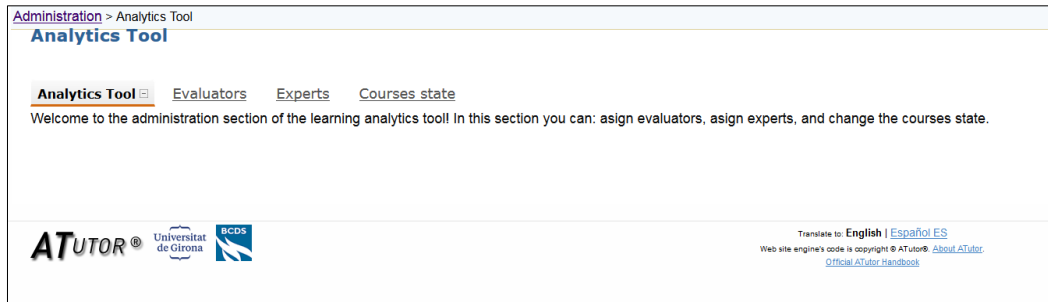 Administration > Analytics Tool
Analytics Tool
Analytics Tool Evaluators Experts Courses state
Welcome to the administration section of the learning analytics tool! In this section you can: asign evaluators, asign experts, and change the courses state.
ATUTOR ® Universitat de Girona BCDS
Translate to: English | Español ES
Web site engine's code is copyright © ATutor®. About ATutor.
Official ATutor Handbook